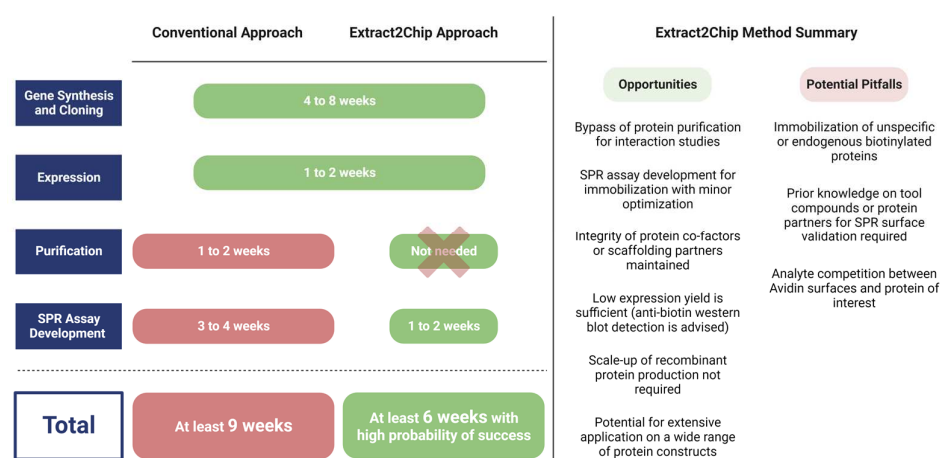 Conventional Approach
Extract2Chip Approach
Gene Synthesis
and Cloning
4 to 8 weeks
Expression
1 to 2 weeks
Purification
1 to 2 weeks
Not needed
SPR Assay
Development
3 to 4 weeks
1 to 2 weeks
Total
At least 9 weeks
At least 6 weeks with
high probability of success
Extract2Chip Method Summary
Opportunities
Bypass of protein purification
for interaction studies
SPR assay development for
immobilization with minor
optimization
Integrity of protein co-factors
or scaffolding partners
maintained
Low expression yield is
sufficient (anti-biotin western
blot detection is advised)
Scale-up of recombinant
protein production not
required
Potential for extensive
application on a wide range
of protein constructs
Potential Pitfalls
Immobilization of unspecific
or endogenous biotinylated
proteins
Prior knowledge on tool
compounds or protein
partners for SPR surface
validation required
Analyte competition between
Avidin surfaces and protein of
interest